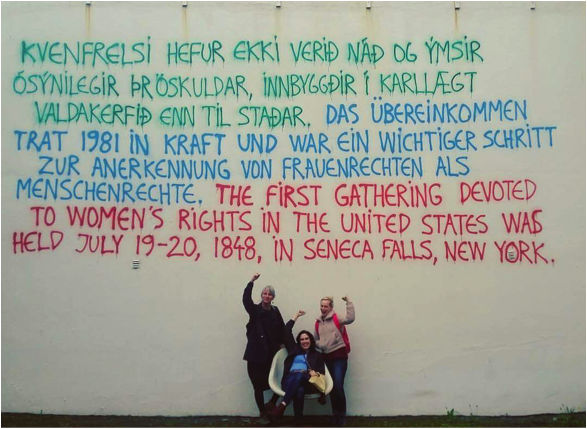 KVENFRELSI HEFUR EKKI VERIÐ NÁÐ OG ÝMSIR
ÓSÝNILEGIR ÞRÖSKULDAR, INNBYGGÐIR Í KARLLÆGT
VALDAKERFIÐ ENN TIL STAÐAR. DAS ÜBEREINKOMMEN
TRAT 1981 IN KRAFT UND WAR EIN WICHTIGER SCHRITT
ZUR ANERKENNUNG VON FRAUENRECHTEN ALS
MENSCHENRECHTE. THE FIRST GATHERING DEVOTED
TO WOMEN'S RIGHTS IN THE UNITED STATES WAS
HELD JULY 19-20, 1848, IN SENECA FALLS, NEW YORK.